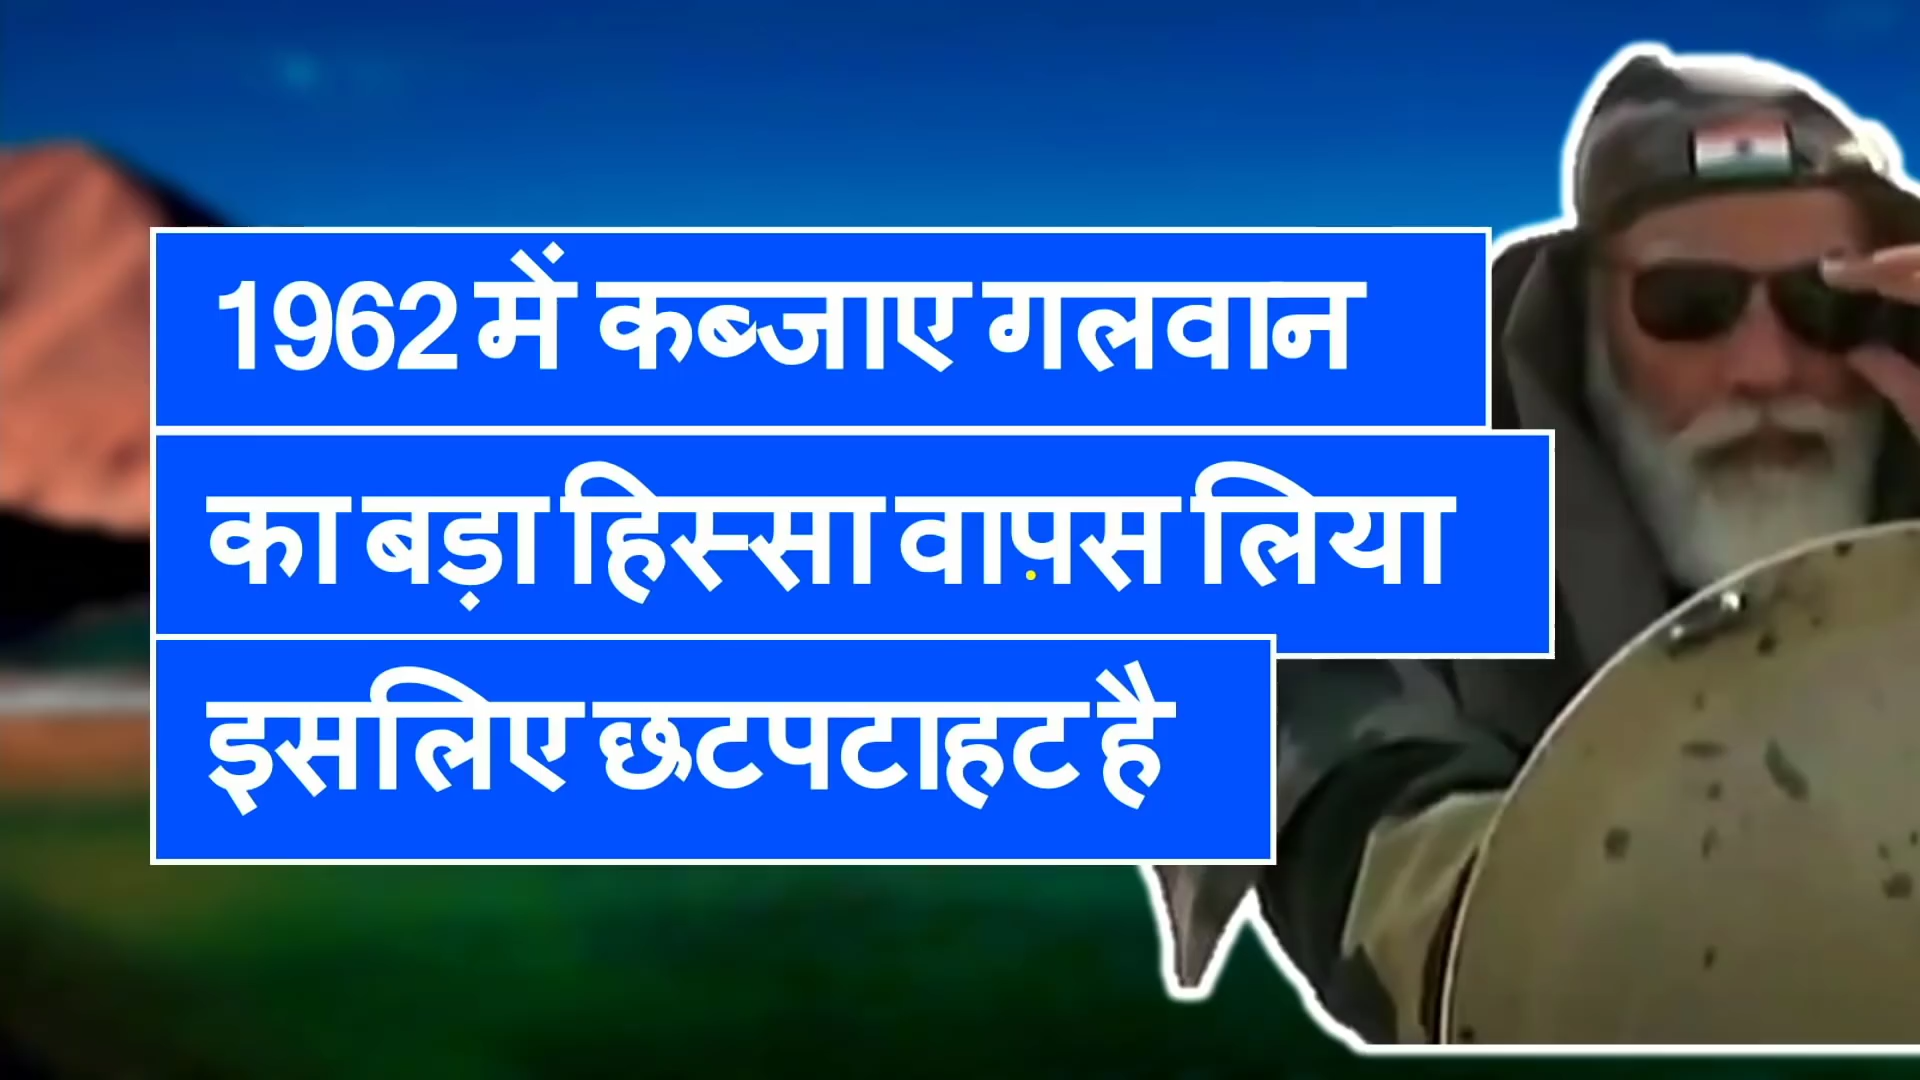 1962 में कब्जाए गलवान
का बड़ा हिस्सा वापस लिया
इसलिए छटपटाहट है